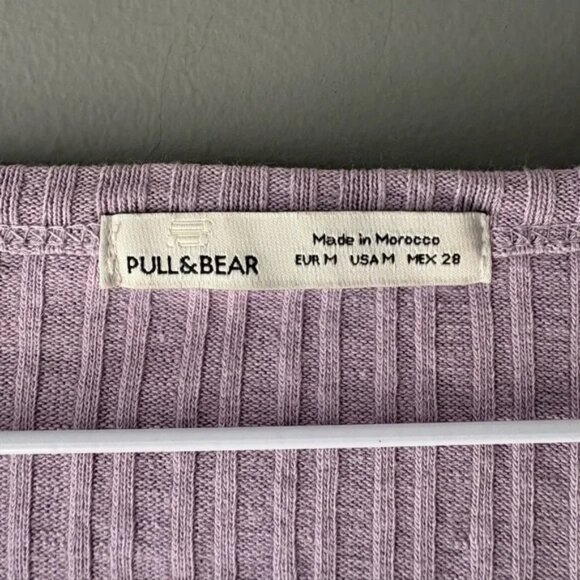 PULL&BEAR
Made in Morocco
EUR M USA M MEX 28